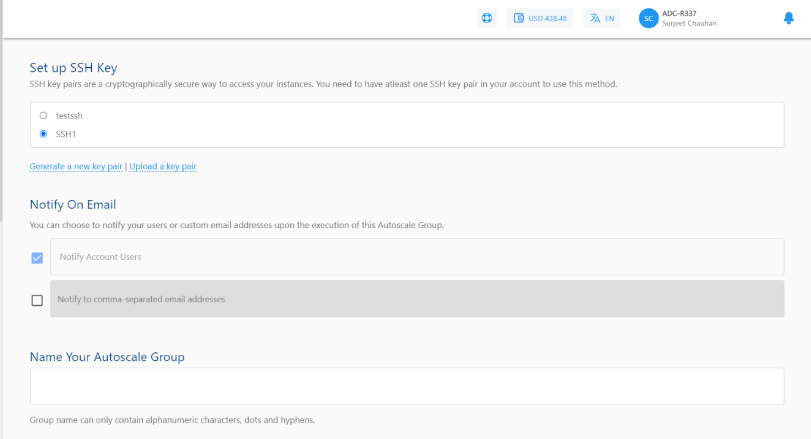 USD 438.48
EN
SC
ADC-R337
Surjeet Chauhan
Set up SSH Key
SSH key pairs are a cryptographically secure way to access your instances. You need to have atleast one SSH key pair in your account to use this method.
testssh
SSH1
Generate a new key pair | Upload a key pair
Notify On Email
You can choose to notify your users or custom email addresses upon the execution of this Autoscale Group.
Notify Account Users
Notify to comma-separated email addresses
Name Your Autoscale Group
Group name can only contain alphanumeric characters, dots and hyphens.